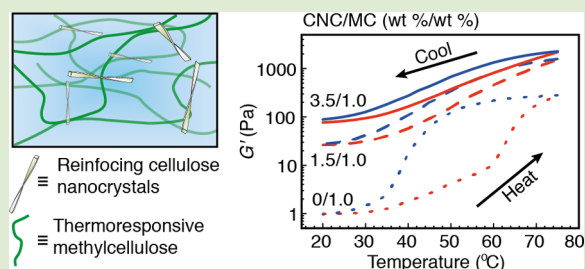 ≡ Reinfocing cellulose
nanocrystals
≡ Thermoresponsive
methylcellulose
CNC/MC (wt %/wt %)
Cool
3.5/1.0
1.5/1.0
0/1.0
Heat
G′ (Pa)
1000
100
10
1
20 30 40 50 60 70 80
Temperature (°C)